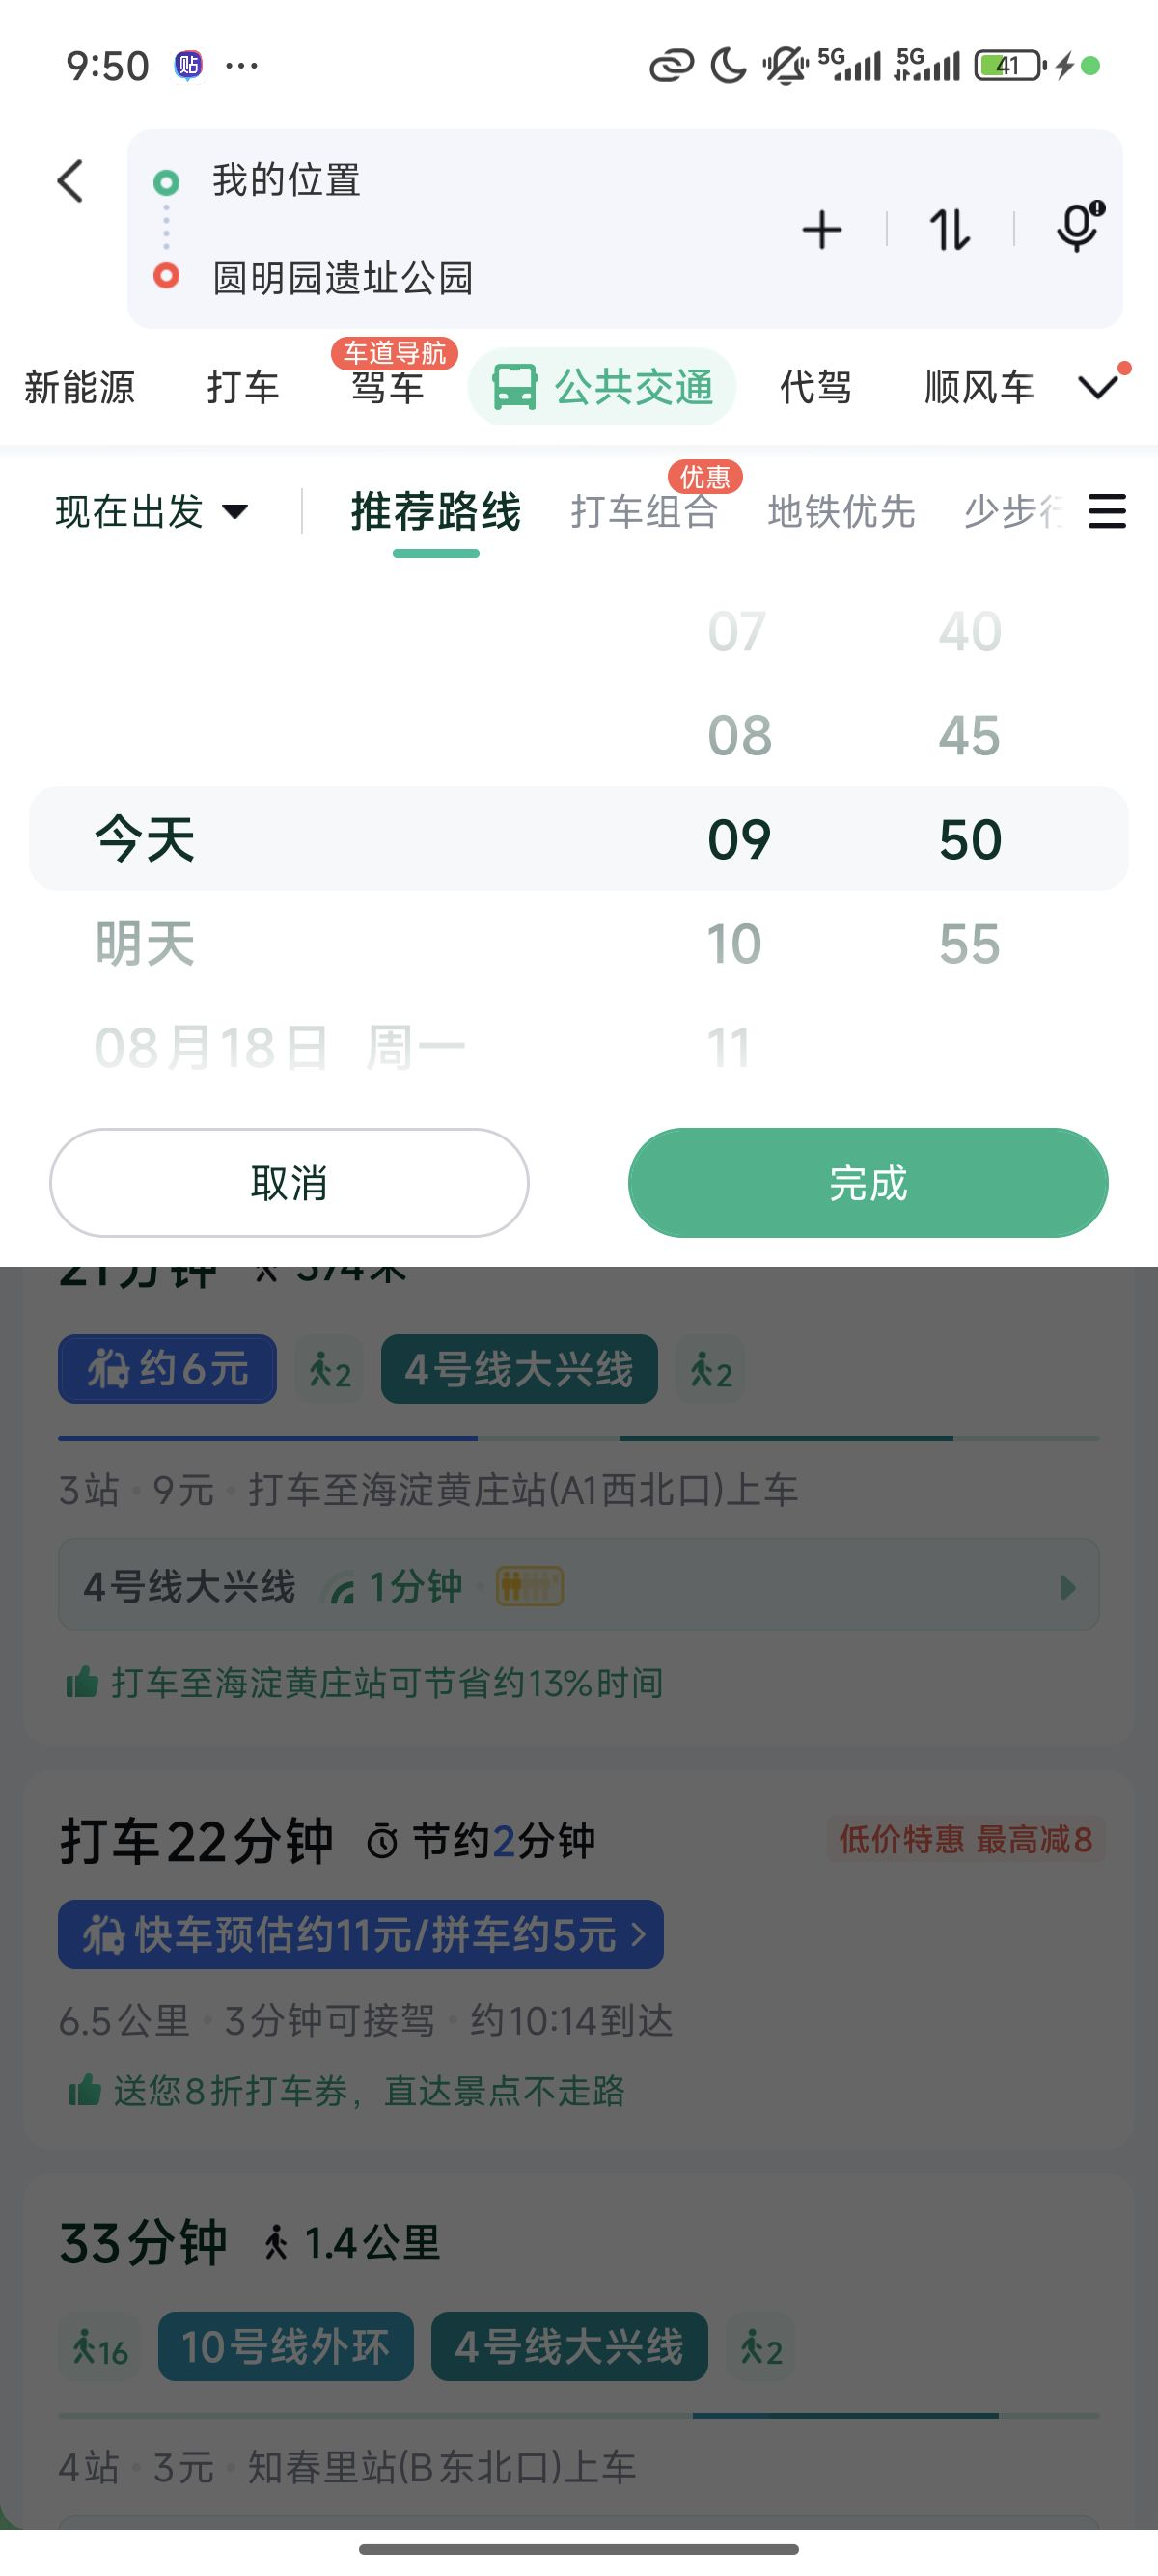 9:50 贴 ··· 5G 5G 41
我的位置
圆明园遗址公园
车道导航
新能源 打车 驾车 公共交通 代驾 顺风车
优惠
现在出发 推荐路线 打车组合 地铁优先 少步行
07 40
08 45
今天 09 50
明天 10 55
08月18日 周一 11
取消 完成
21分钟 374米
约6元 2 4号线大兴线 2
3站 · 9元 · 打车至海淀黄庄站(A1西北口)上车
4号线大兴线 1分钟
打车至海淀黄庄站可节省约13%时间
打车22分钟 节约2分钟 低价特惠 最高减8
快车预估约11元/拼车约5元 >
6.5公里 · 3分钟可接驾 · 约10:14到达
送您8折打车券，直达景点不走路
33分钟 1.4公里
16 10号线外环 4号线大兴线 2
4站 · 3元 · 知春里站(B东北口)上车